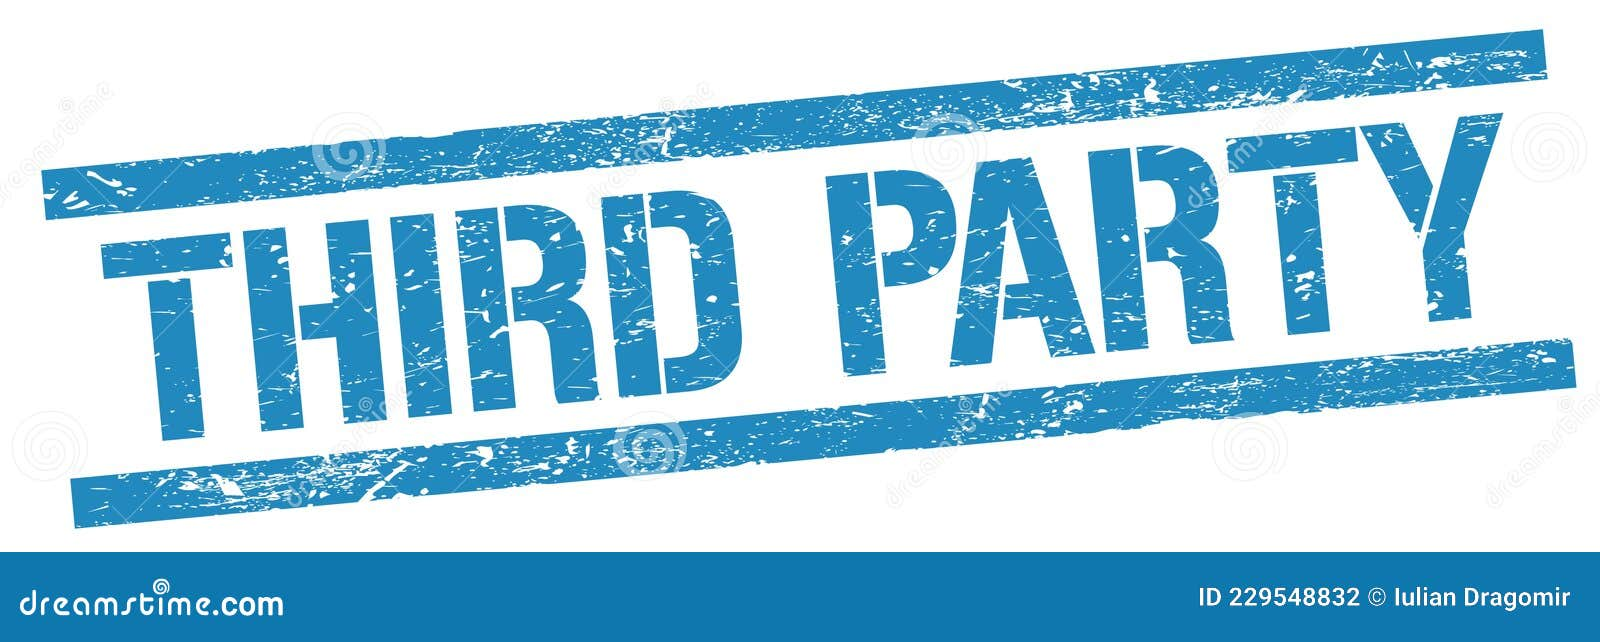 THIRD PARTY
dreamstime.com
ID 229548832 © Iulian Dragomir